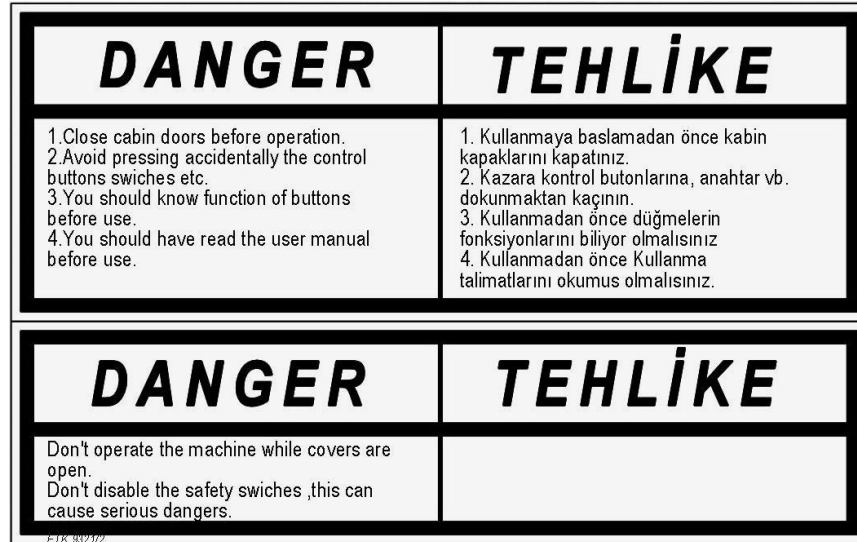 DANGER
TEHLİKE
1.Close cabin doors before operation.
2.Avoid pressing accidentally the control
buttons swiches etc.
3.You should know function of buttons
before use.
4.You should have read the user manual
before use.
1. Kullanmaya baslamadan önce kabin
kapaklarını kapatınız.
2. Kazara kontrol butonlarına, anahtar vb.
dokunmaktan kaçının.
3. Kullanmadan önce düğmelerin
fonksiyonlarını biliyor olmalısınız
4. Kullanmadan önce Kullanma
talimatlarını okumus olmalısınız.
DANGER
TEHLİKE
Don't operate the machine while covers are
open.
Don't disable the safety swiches ,this can
cause serious dangers.